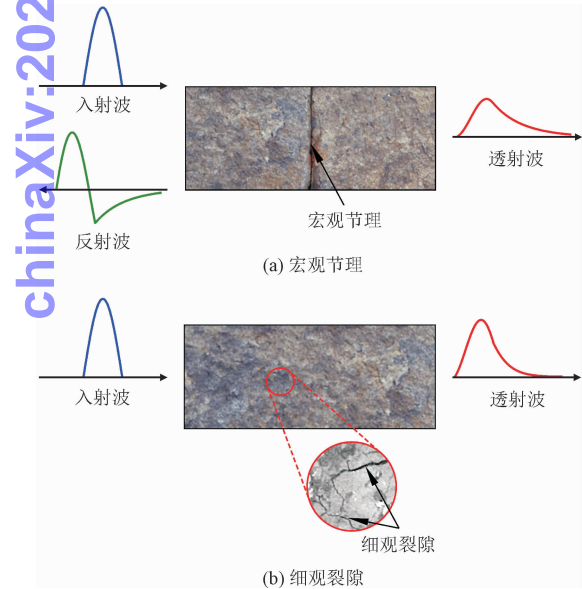 chinaXiv:202
入射波
反射波
宏观节理
透射波
(a) 宏观节理
入射波
透射波
细观裂隙
(b) 细观裂隙